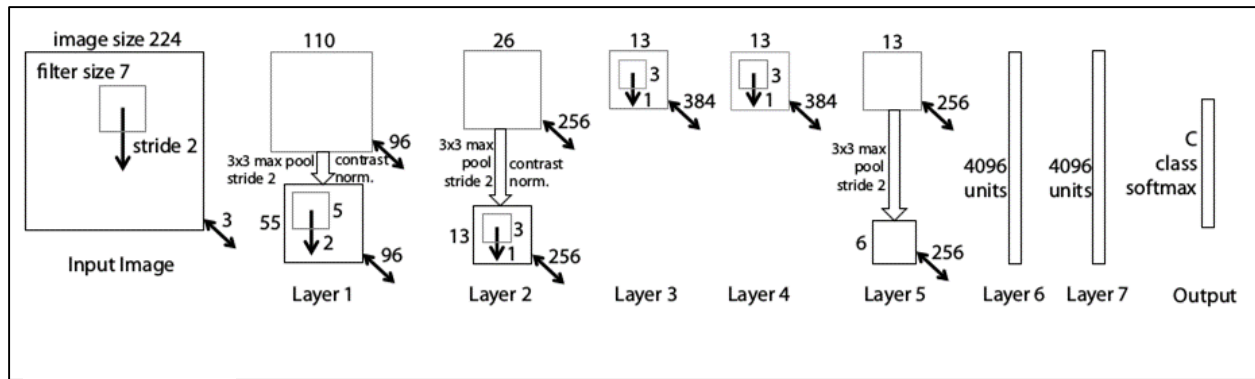 image size 224
filter size 7
stride 2
3
Input Image
110
96
3x3 max pool
stride 2
contrast
norm.
55
5
2
96
Layer 1
26
256
3x3 max
pool
stride 2
contrast
norm.
13
3
1
256
Layer 2
13
3
1
384
Layer 3
13
3
1
384
Layer 4
13
256
3x3 max
pool
stride 2
6
256
Layer 5
4096
units
Layer 6
4096
units
Layer 7
C
class
softmax
Output